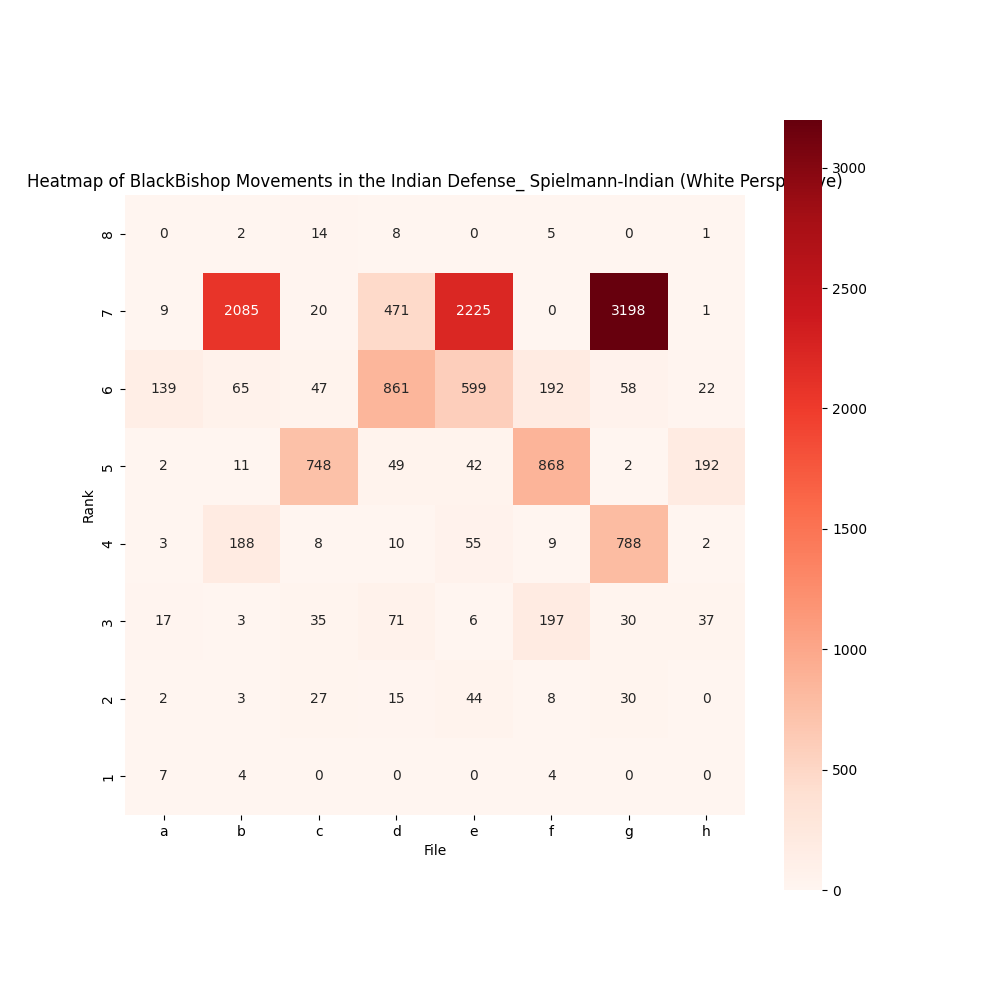 Heatmap of BlackBishop Movements in the Indian Defense_ Spielmann-Indian (White Persp ve)
3000
2500
2000
1500
1000
500
0
Rank
8 0 2 14 8 0 5 0 1
7 9 2085 20 471 2225 0 3198 1
6 139 65 47 861 599 192 58 22
5 2 11 748 49 42 868 2 192
4 3 188 8 10 55 9 788 2
3 17 3 35 71 6 197 30 37
2 2 3 27 15 44 8 30 0
1 7 4 0 0 0 4 0 0
a b c d e f g h
File